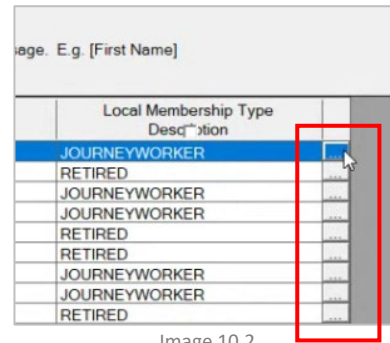 age. E.g. [First Name]
Local Membership Type
JOURNEYWORKER ...
RETIRED ...
JOURNEYWORKER ...
JOURNEYWORKER ...
RETIRED ...
RETIRED ...
JOURNEYWORKER ...
JOURNEYWORKER ...
RETIRED ...
Image 10.2